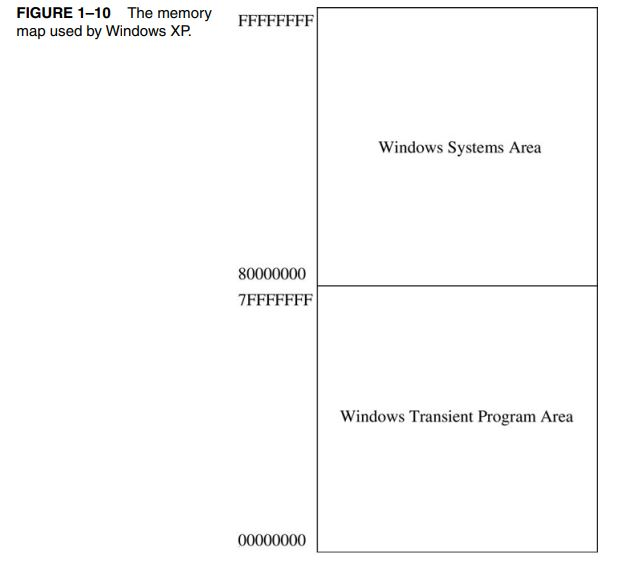 FIGURE 1–10 The memory
map used by Windows XP.
FFFFFFFF
Windows Systems Area
80000000
7FFFFFFF
Windows Transient Program Area
00000000